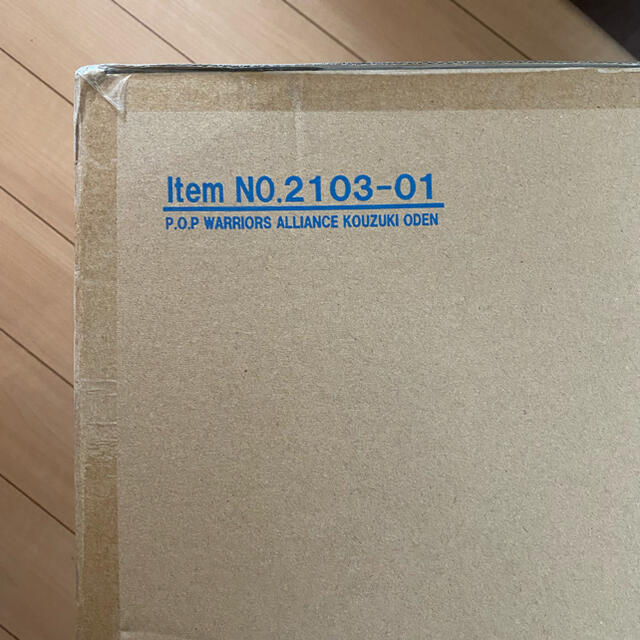 Item NO.2103-01
P.O.P WARRIORS ALLIANCE KOUZUKI ODEN